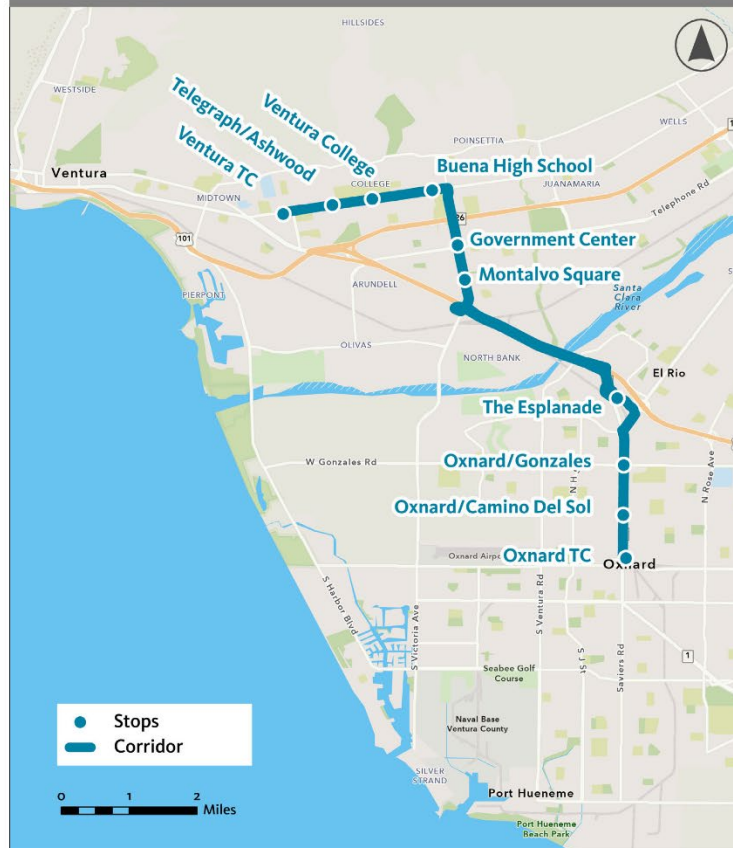 HILLSIDES
WESTSIDE
Ventura
MIDTOWN
Ventura TC
Telegraph/Ashwood
Ventura College
COLLEGE
POINSETTIA
WELLS
Buena High School
JUANAMARIA
Telephone Rd
101
26
Government Center
Montalvo Square
ARUNDELL
Santa
Clara
River
PIERPONT
OLIVAS
NORTH BANK
El Rio
The Esplanade
W Gonzales Rd
Oxnard/Gonzales
N Rose Ave
Oxnard/Camino Del Sol
Oxnard TC
Oxnard
S Harbor Blvd
S Victoria Ave
S Ventura Rd
S J St
Saviers Rd
1
Seabee Golf
Course
Naval Base
Ventura County
SILVER
STRAND
Port Hueneme
Port Hueneme
Beach Park
Stops
Corridor
0 1 2
Miles